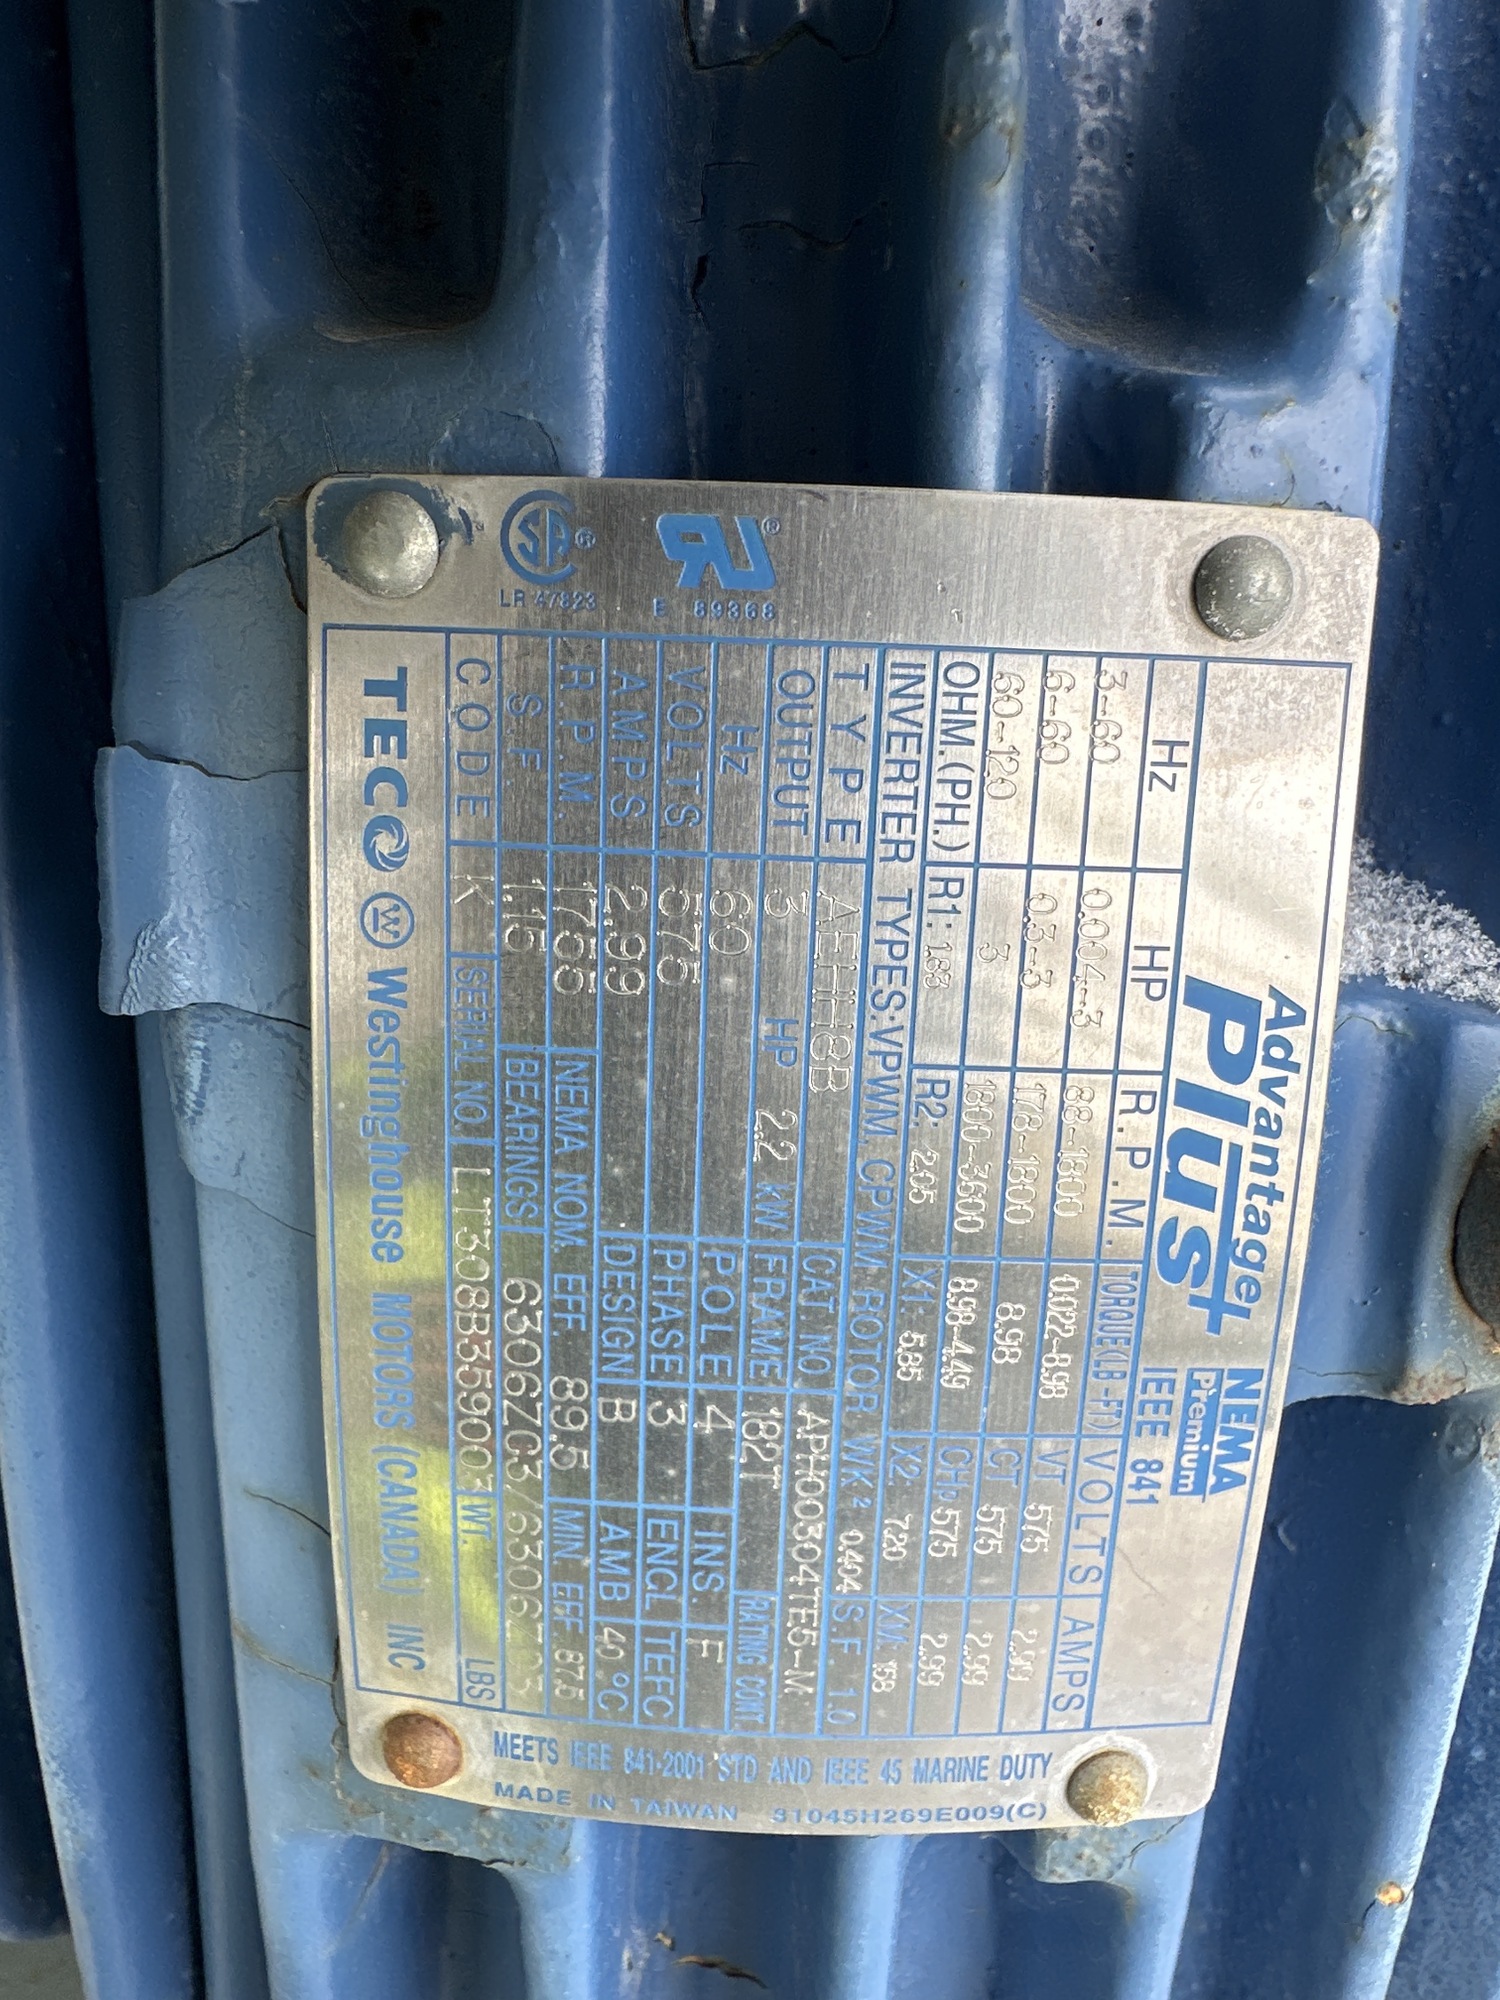 Advantage Plus+ NEMA Premium IEEE 841
Hz HP R.P.M. TORQUE(LB-FT) VOLTS AMPS
3-60 0.004-3 88-1800 0.022-8.98 VT 575 2.99
6-60 0.3-3 178-1800 8.98 CT 575 2.99
60-120 3 1800-3600 8.98-4.49 CHp 575 2.99
OHM.(PH.) R1: 1.83 R2: 2.05 X1: 5.85 X2: 7.20 XM: 158
INVERTER TYPES:VPWM. CPWM ROTOR WK² 0.404 S.F. 1.0
TYPE AEHH8B CAT. NO. APH00304TE5-M
OUTPUT 3 HP 2.2 KW FRAME 182T RATING CONT.
Hz 60 POLE 4 INS. F
VOLTS 575 PHASE 3 ENCL TEFC
AMPS 2.99 DESIGN B AMB 40 °C
R.P.M. 1755 NEMA NOM. EFF. 89.5 MIN. EFF. 87.5
S.F. 1.15 BEARINGS 6306ZC3/6306ZC3
CODE K SERIAL NO. WT. LBS
TECO Westinghouse MOTORS (CANADA) INC
LR 47823
E 89368
MEETS IEEE 841-2001 STD AND IEEE 45 MARINE DUTY
MADE IN TAIWAN 31045H269E009(C)